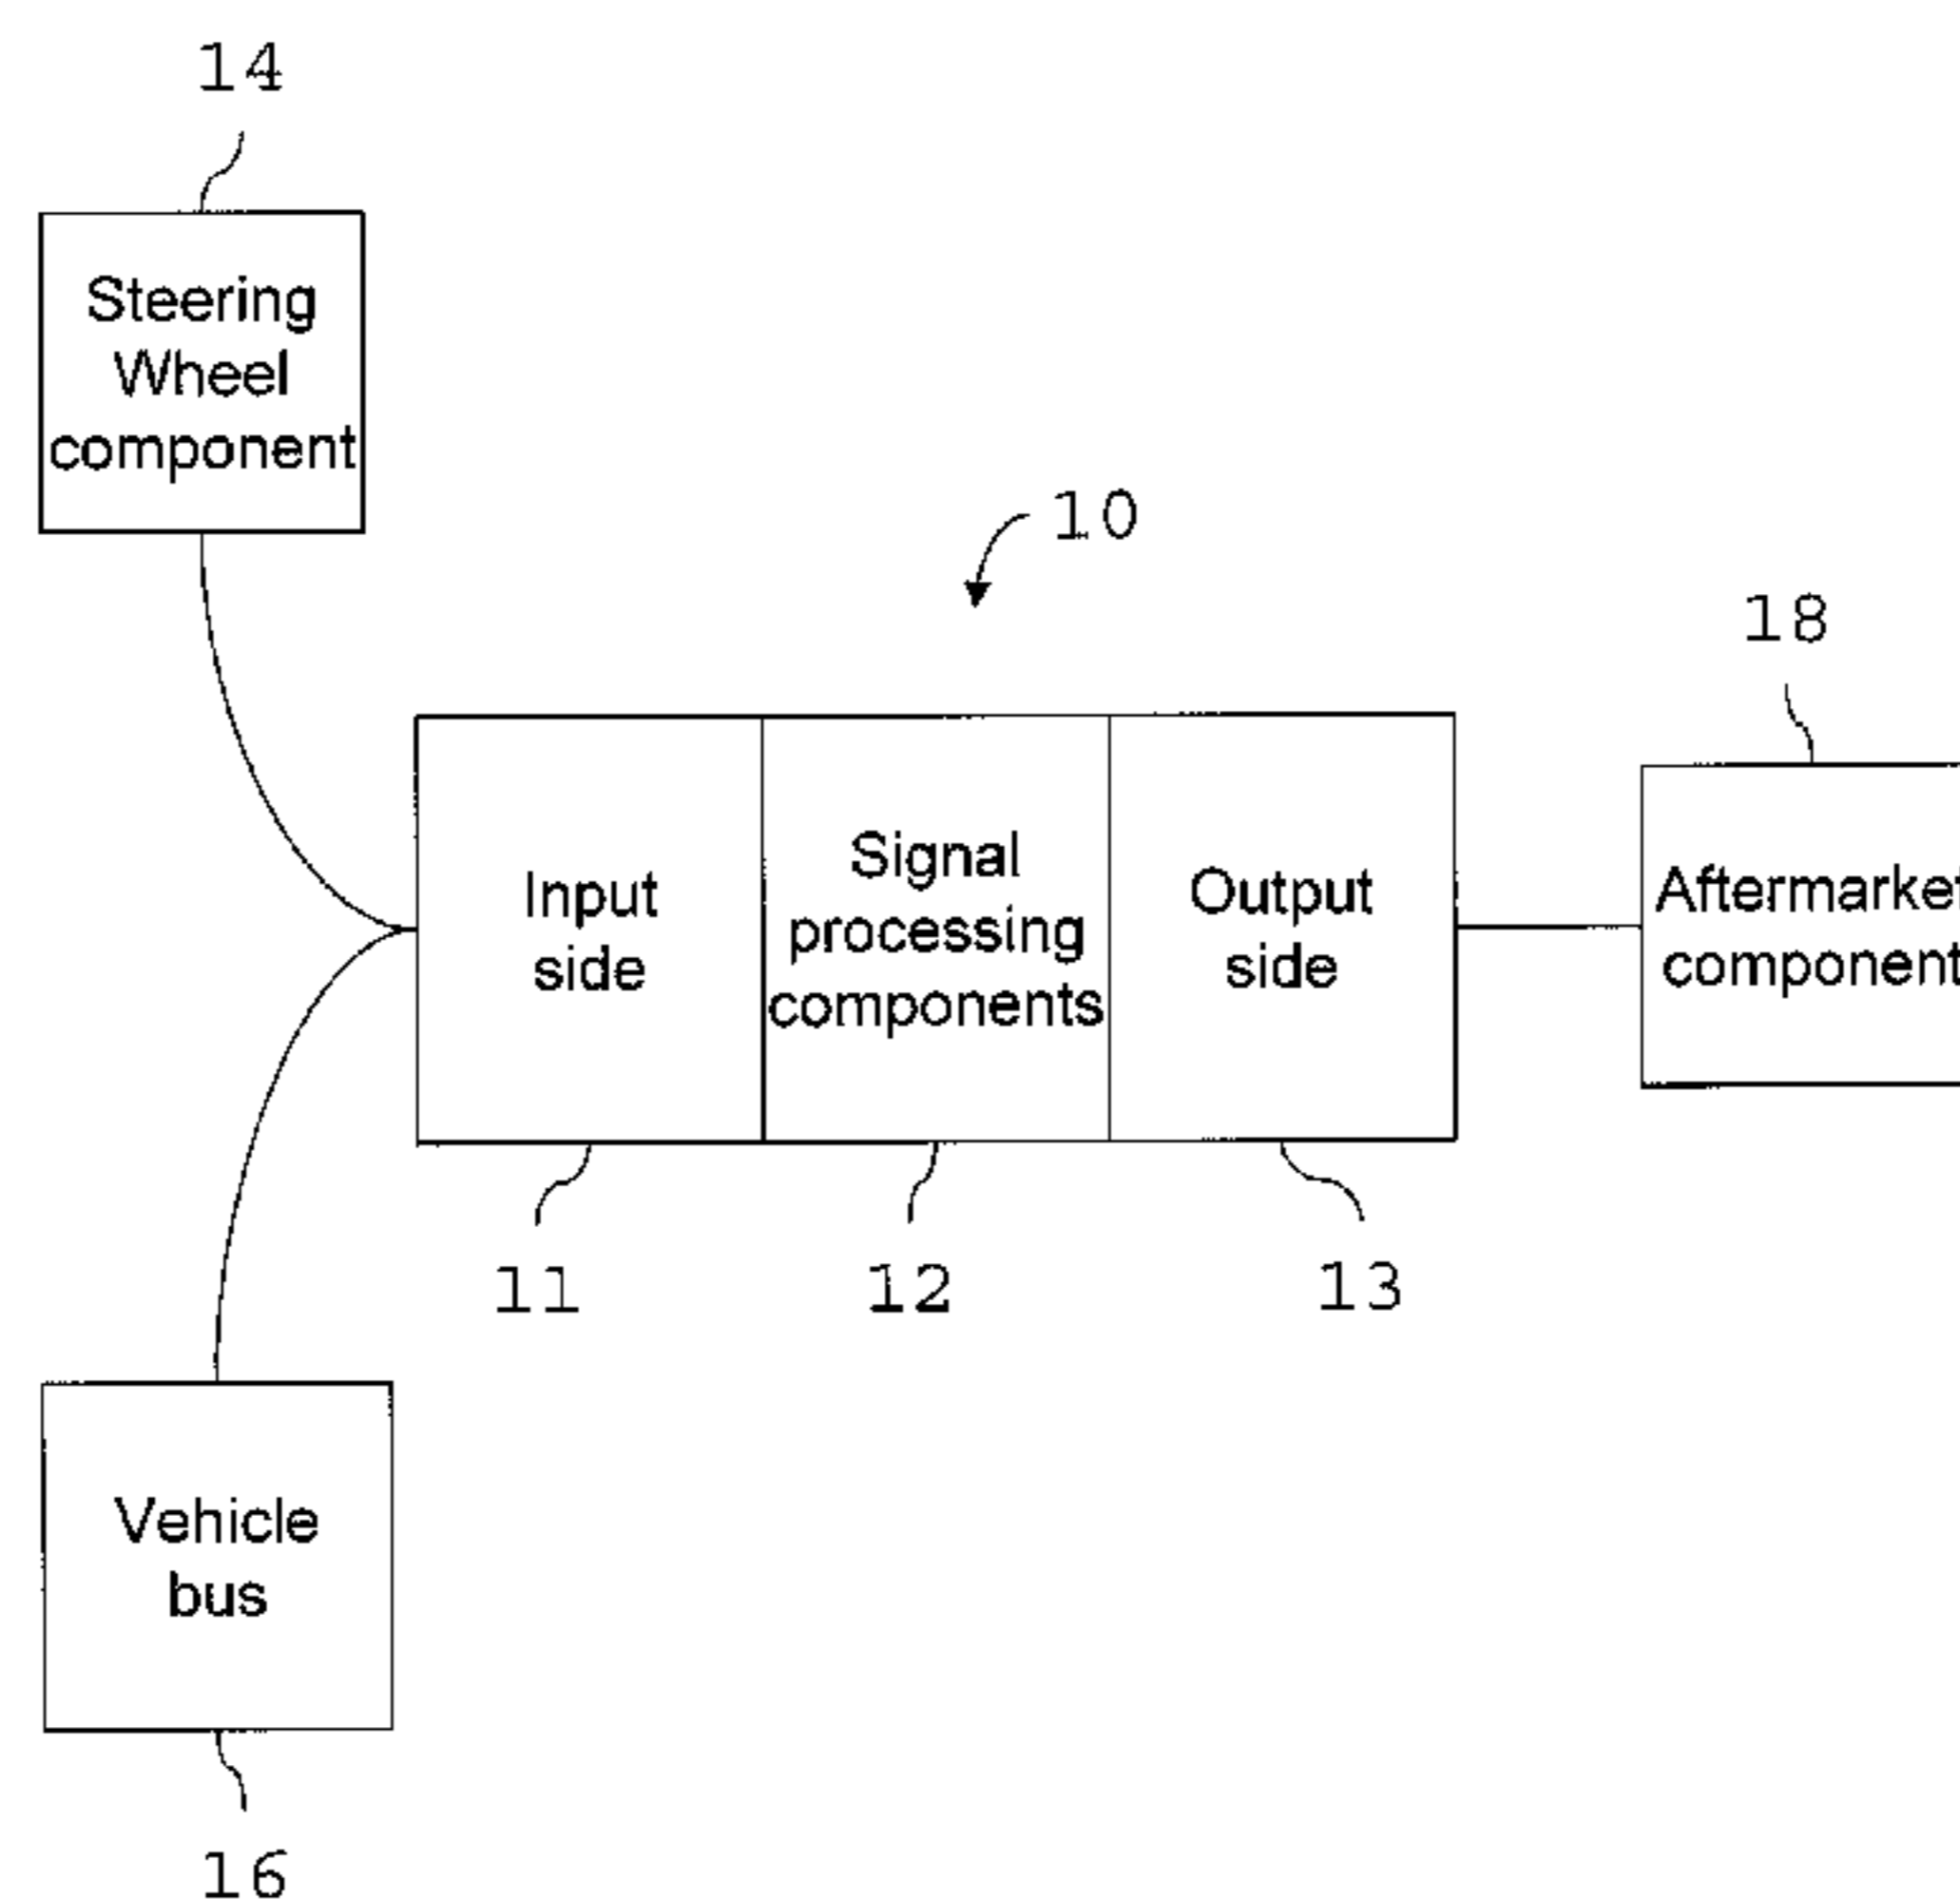 14
Steering
Wheel
component
10
18
Input
side
Signal
processing
components
Output
side
Aftermarket
component
11
12
13
Vehicle
bus
16